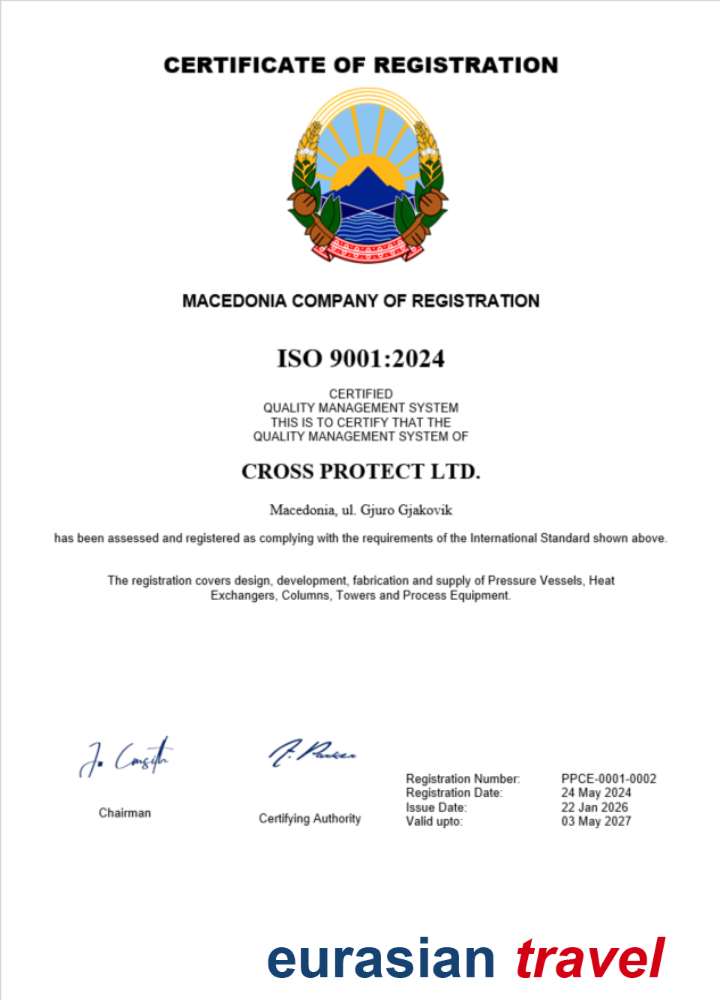 CERTIFICATE OF REGISTRATION
MACEDONIA COMPANY OF REGISTRATION
ISO 9001:2024
CERTIFIED
QUALITY MANAGEMENT SYSTEM
THIS IS TO CERTIFY THAT THE
QUALITY MANAGEMENT SYSTEM OF
CROSS PROTECT LTD.
Macedonia, ul. Gjuro Gjakovik
has been assessed and registered as complying with the requirements of the International Standard shown above.
The registration covers design, development, fabrication and supply of Pressure Vessels, Heat
Exchangers, Columns, Towers and Process Equipment.
Chairman
Certifying Authority
Registration Number: PPCE-0001-0002
Registration Date: 24 May 2024
Issue Date: 22 Jan 2026
Valid upto: 03 May 2027
eurasian travel